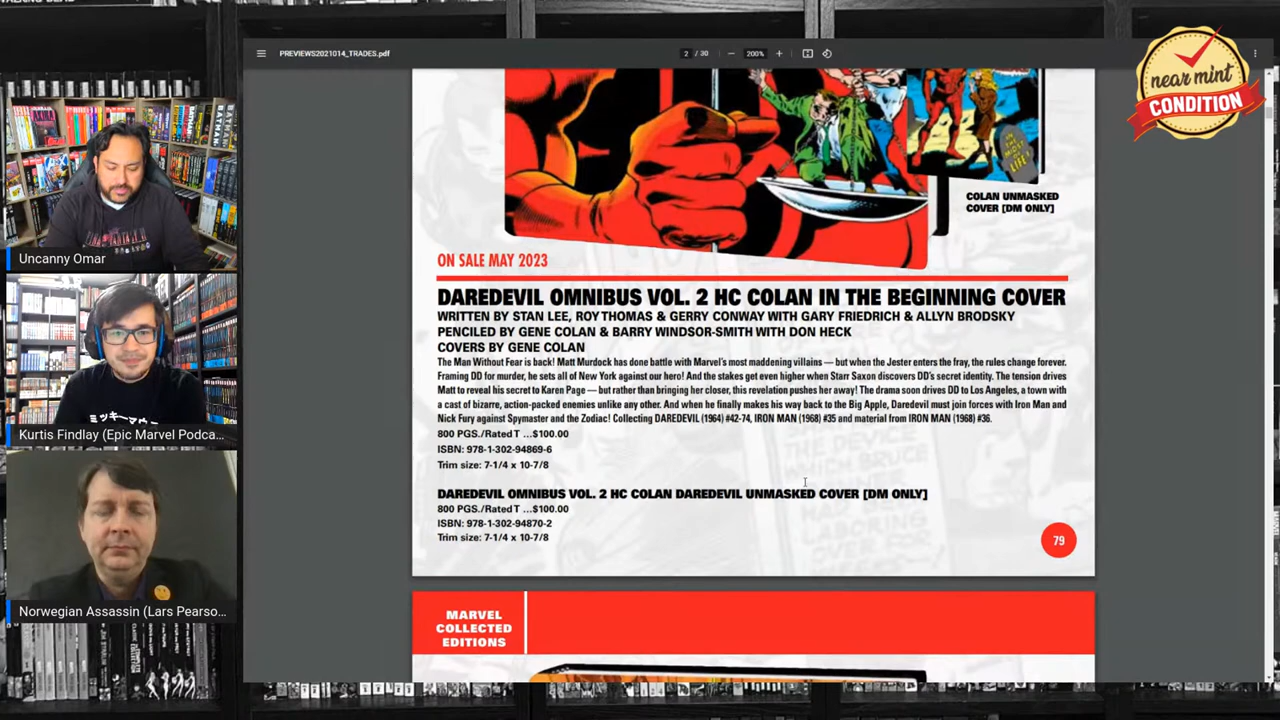 PREVIEWS2021014_TRADES.pdf
2 / 30
200%
near mint
CONDITION
COLAN UNMASKED
COVER [DM ONLY]
ON SALE MAY 2023
DAREDEVIL OMNIBUS VOL. 2 HC COLAN IN THE BEGINNING COVER
WRITTEN BY STAN LEE, ROY THOMAS & GERRY CONWAY WITH GARY FRIEDRICH & ALLYN BRODSKY
PENCILED BY GENE COLAN & BARRY WINDSOR-SMITH WITH DON HECK
COVERS BY GENE COLAN
The Man Without Fear is back! Matt Murdock has done battle with Marvel's most maddening villains — but when the Jester enters the fray, the rules change forever.
Framing DD for murder, he sets all of New York against our hero! And the stakes get even higher when Starr Saxon discovers DD's secret identity. The tension drives
Matt to reveal his secret to Karen Page — but rather than bringing her closer, this revelation pushes her away! The drama soon drives DD to Los Angeles, a town with
a cast of bizarre, action-packed enemies unlike any other. And when he finally makes his way back to the Big Apple, Daredevil must join forces with Iron Man and
Nick Fury against Spymaster and the Zodiac! Collecting DAREDEVIL (1964) #42-74, IRON MAN (1968) #35 and material from IRON MAN (1968) #36.
800 PGS./Rated T ...$100.00
ISBN: 978-1-302-94869-6
Trim size: 7-1/4 x 10-7/8
DAREDEVIL OMNIBUS VOL. 2 HC COLAN DAREDEVIL UNMASKED COVER [DM ONLY]
800 PGS./Rated T ...$100.00
ISBN: 978-1-302-94870-2
Trim size: 7-1/4 x 10-7/8
79
MARVEL
COLLECTED
EDITIONS
Uncanny Omar
ミッキーマウ
Kurtis Findlay (Epic Marvel Podca...
Norwegian Assassin (Lars Pearso...